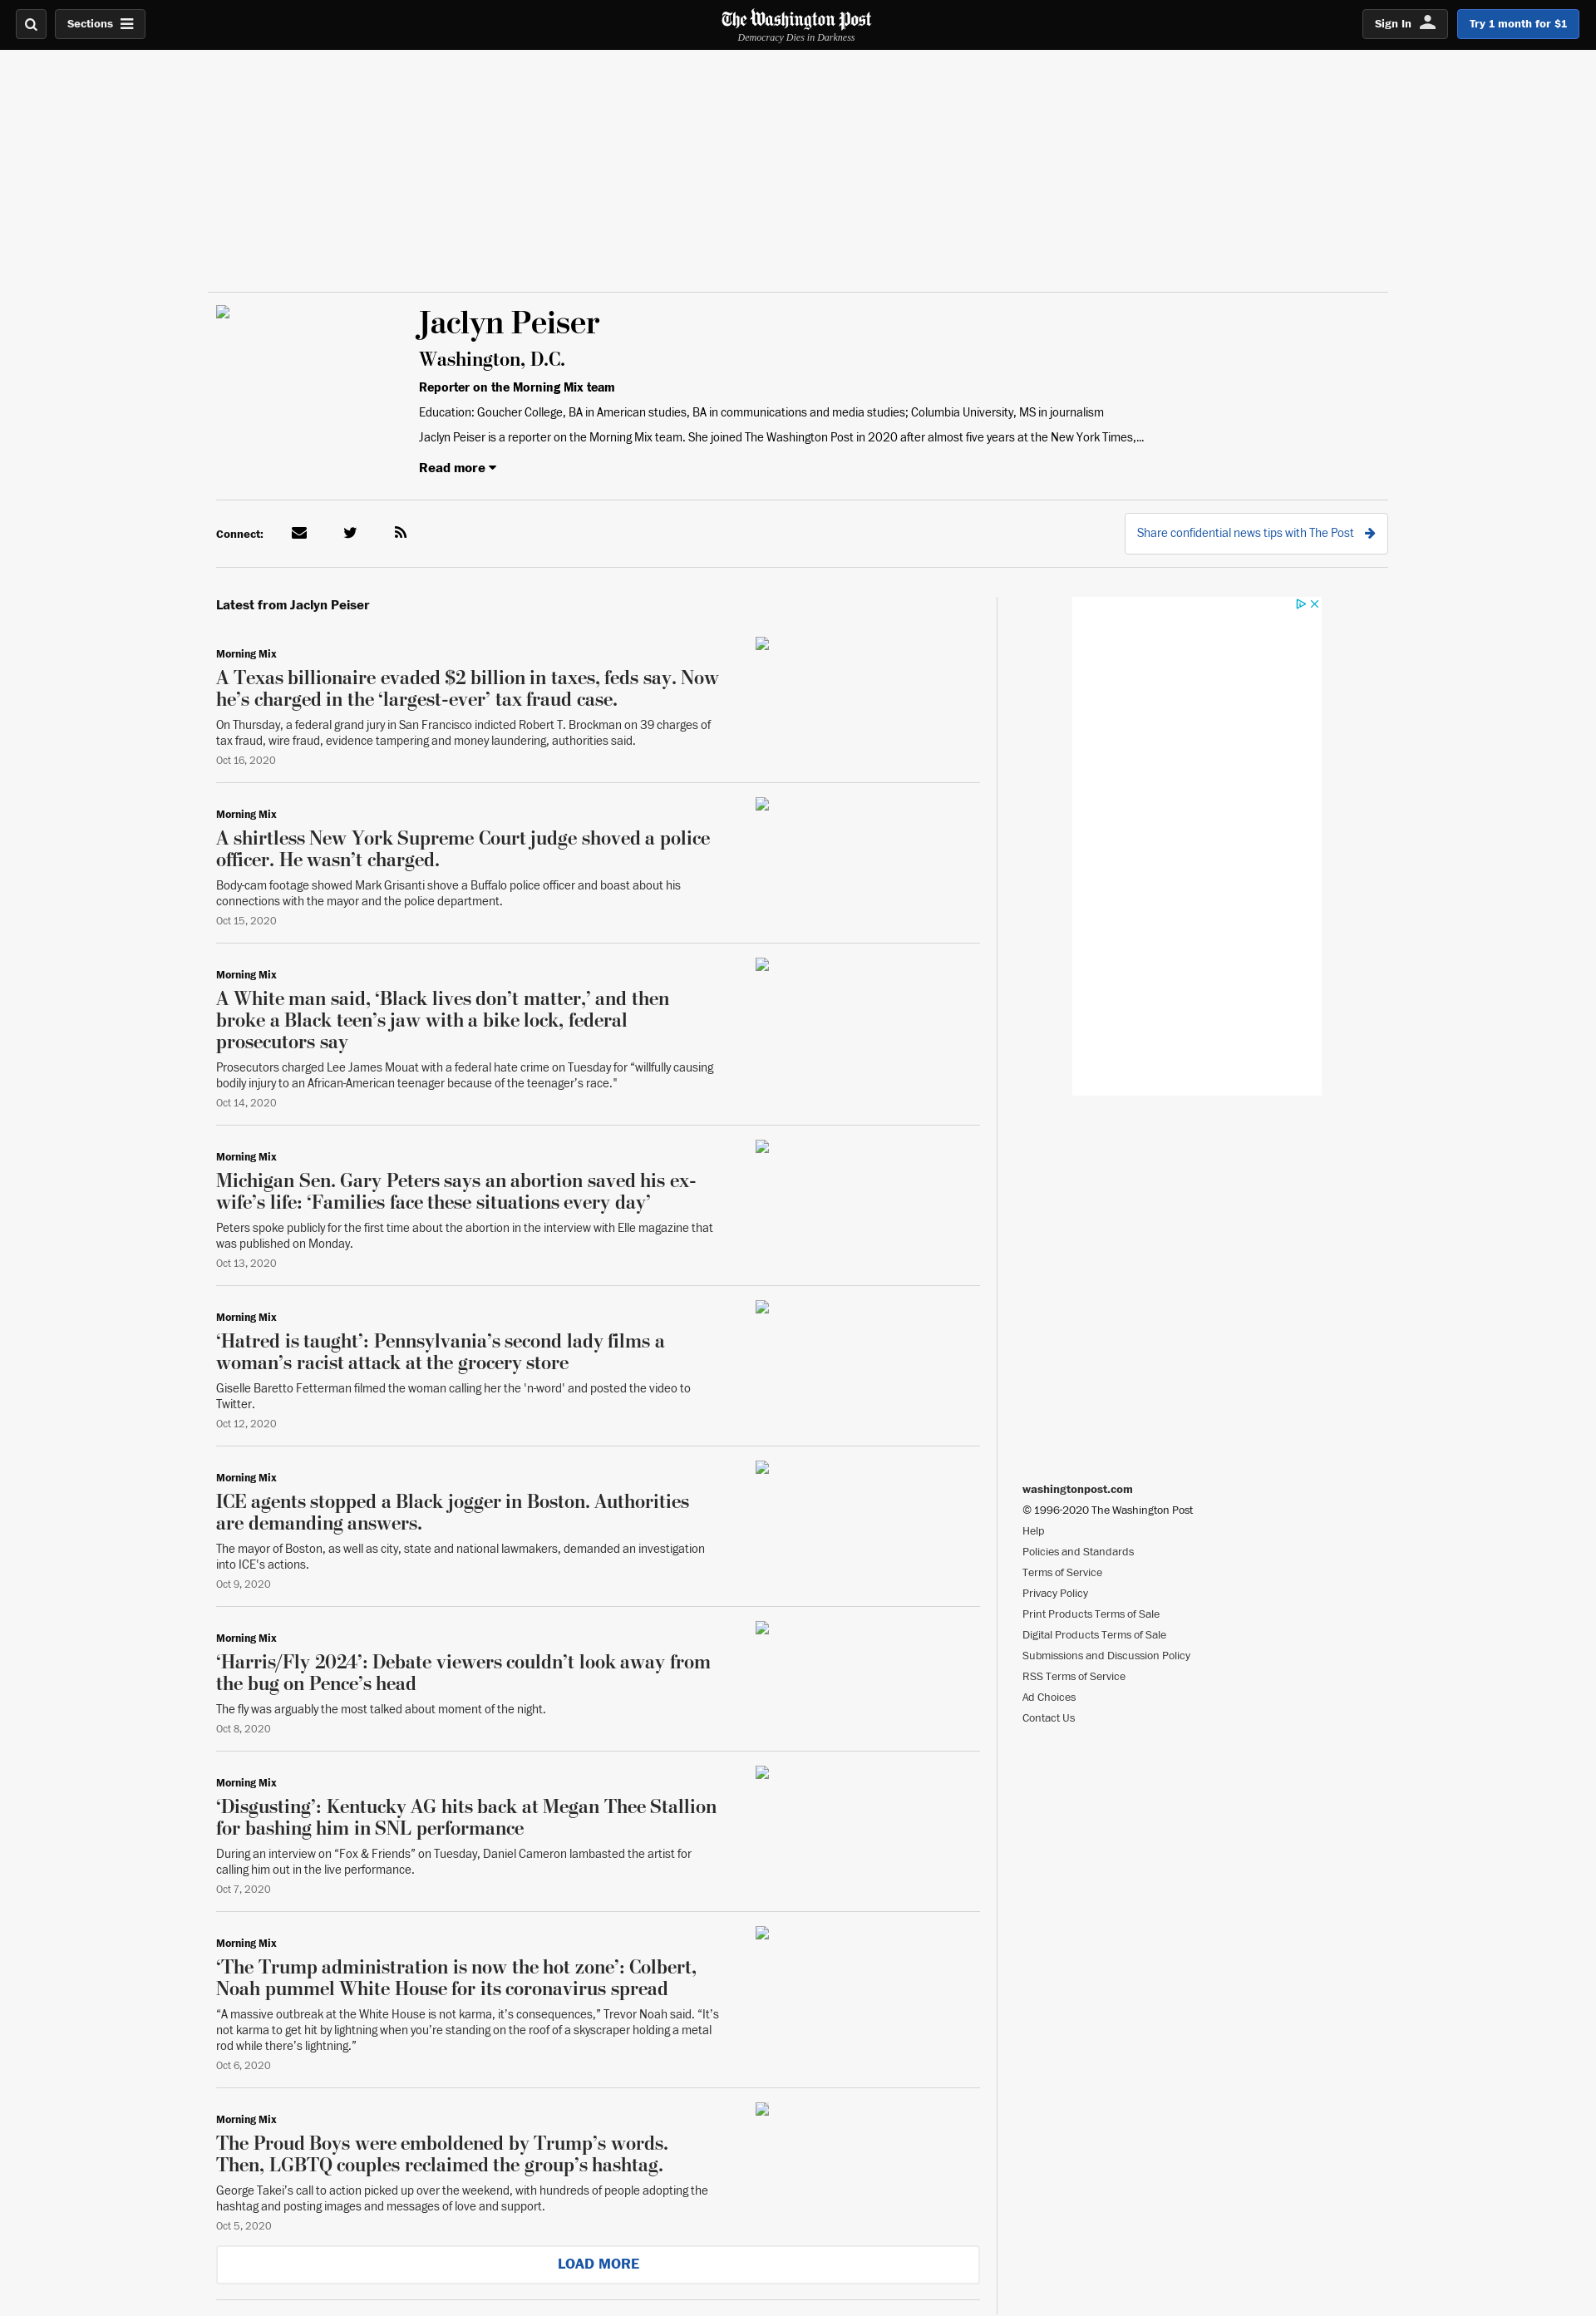 Sections
The Washington Post
Democracy Dies in Darkness
Sign In
Try 1 month for $1
Jaclyn Peiser
Washington, D.C.
Reporter on the Morning Mix team
Education: Goucher College, BA in American studies, BA in communications and media studies; Columbia University, MS in journalism
Jaclyn Peiser is a reporter on the Morning Mix team. She joined The Washington Post in 2020 after almost five years at the New York Times,...
Read more
Connect:
Share confidential news tips with The Post
Latest from Jaclyn Peiser
Morning Mix
A Texas billionaire evaded $2 billion in taxes, feds say. Now
he’s charged in the ‘largest-ever’ tax fraud case.
On Thursday, a federal grand jury in San Francisco indicted Robert T. Brockman on 39 charges of
tax fraud, wire fraud, evidence tampering and money laundering, authorities said.
Oct 16, 2020
Morning Mix
A shirtless New York Supreme Court judge shoved a police
officer. He wasn’t charged.
Body-cam footage showed Mark Grisanti shove a Buffalo police officer and boast about his
connections with the mayor and the police department.
Oct 15, 2020
Morning Mix
A White man said, ‘Black lives don’t matter,’ and then
broke a Black teen’s jaw with a bike lock, federal
prosecutors say
Prosecutors charged Lee James Mouat with a federal hate crime on Tuesday for “willfully causing
bodily injury to an African-American teenager because of the teenager’s race."
Oct 14, 2020
Morning Mix
Michigan Sen. Gary Peters says an abortion saved his ex-
wife’s life: ‘Families face these situations every day’
Peters spoke publicly for the first time about the abortion in the interview with Elle magazine that
was published on Monday.
Oct 13, 2020
Morning Mix
‘Hatred is taught’: Pennsylvania’s second lady films a
woman’s racist attack at the grocery store
Giselle Baretto Fetterman filmed the woman calling her the 'n-word' and posted the video to
Twitter.
Oct 12, 2020
Morning Mix
ICE agents stopped a Black jogger in Boston. Authorities
are demanding answers.
The mayor of Boston, as well as city, state and national lawmakers, demanded an investigation
into ICE’s actions.
Oct 9, 2020
Morning Mix
‘Harris/Fly 2024’: Debate viewers couldn’t look away from
the bug on Pence’s head
The fly was arguably the most talked about moment of the night.
Oct 8, 2020
Morning Mix
‘Disgusting’: Kentucky AG hits back at Megan Thee Stallion
for bashing him in SNL performance
During an interview on “Fox & Friends” on Tuesday, Daniel Cameron lambasted the artist for
calling him out in the live performance.
Oct 7, 2020
Morning Mix
‘The Trump administration is now the hot zone’: Colbert,
Noah pummel White House for its coronavirus spread
“A massive outbreak at the White House is not karma, it’s consequences,” Trevor Noah said. “It’s
not karma to get hit by lightning when you’re standing on the roof of a skyscraper holding a metal
rod while there’s lightning.”
Oct 6, 2020
Morning Mix
The Proud Boys were emboldened by Trump’s words.
Then, LGBTQ couples reclaimed the group’s hashtag.
George Takei’s call to action picked up over the weekend, with hundreds of people adopting the
hashtag and posting images and messages of love and support.
Oct 5, 2020
LOAD MORE
washingtonpost.com
© 1996-2020 The Washington Post
Help
Policies and Standards
Terms of Service
Privacy Policy
Print Products Terms of Sale
Digital Products Terms of Sale
Submissions and Discussion Policy
RSS Terms of Service
Ad Choices
Contact Us